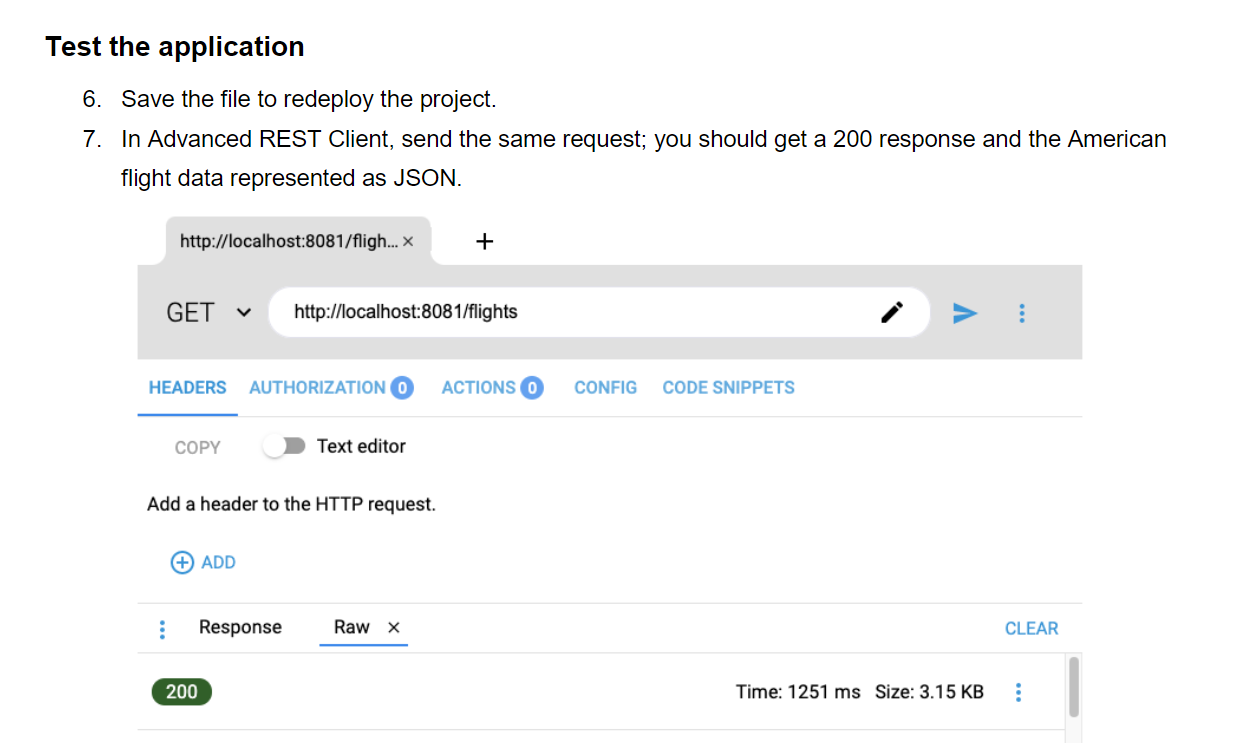 Test the application
6. Save the file to redeploy the project.
7. In Advanced REST Client, send the same request; you should get a 200 response and the American
flight data represented as JSON.
http://localhost:8081/fligh... × +
GET http://localhost:8081/flights
HEADERS AUTHORIZATION 0 ACTIONS 0 CONFIG CODE SNIPPETS
COPY Text editor
Add a header to the HTTP request.
ADD
Response Raw × CLEAR
200 Time: 1251 ms Size: 3.15 KB